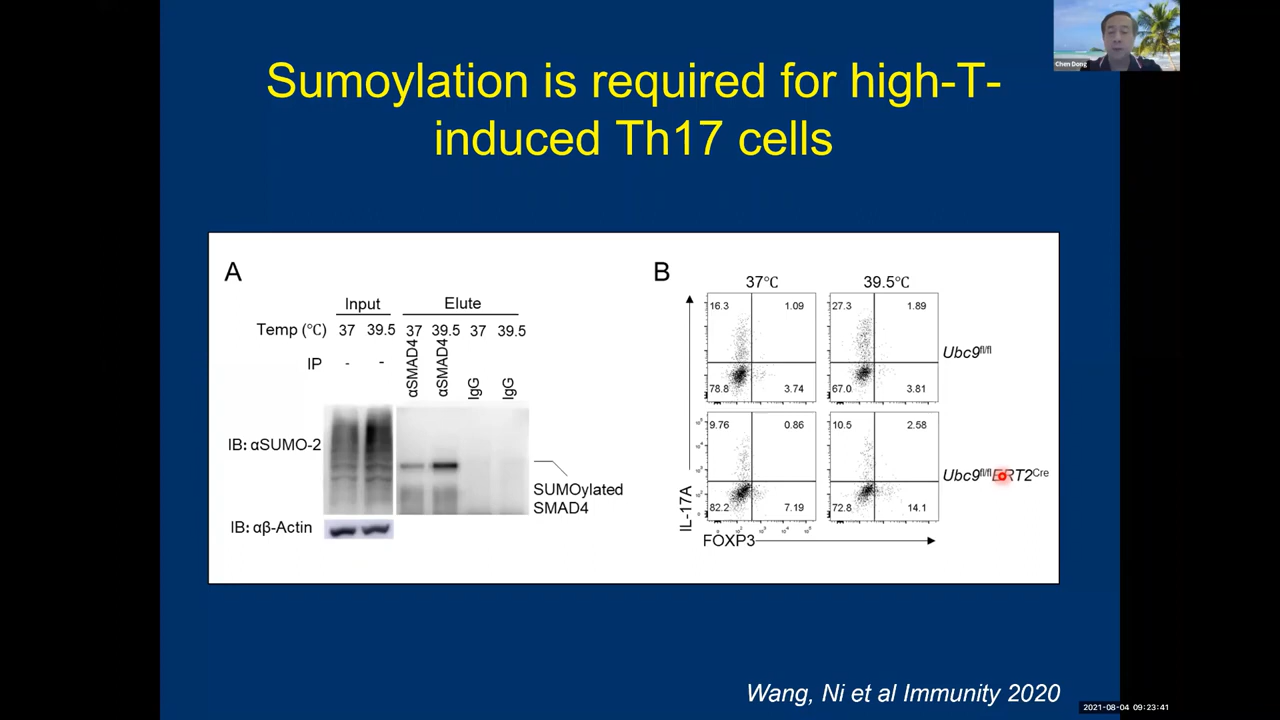 Chen Dong
Sumoylation is required for high-T-
induced Th17 cells
A
Input
Elute
Temp (℃)
37
39.5
37
39.5
37
39.5
IP
-
-
αSMAD4
αSMAD4
IgG
IgG
IB: αSUMO-2
SUMOylated
SMAD4
IB: αβ-Actin
B
37℃
39.5℃
16.3
1.09
78.8
3.74
27.3
1.89
67.0
3.81
Ubc9fl/fl
9.76
0.86
82.2
7.19
10.5
2.58
72.8
14.1
Ubc9fl/flERT2Cre
IL-17A
FOXP3
Wang, Ni et al Immunity 2020
2021-08-04 09:23:41